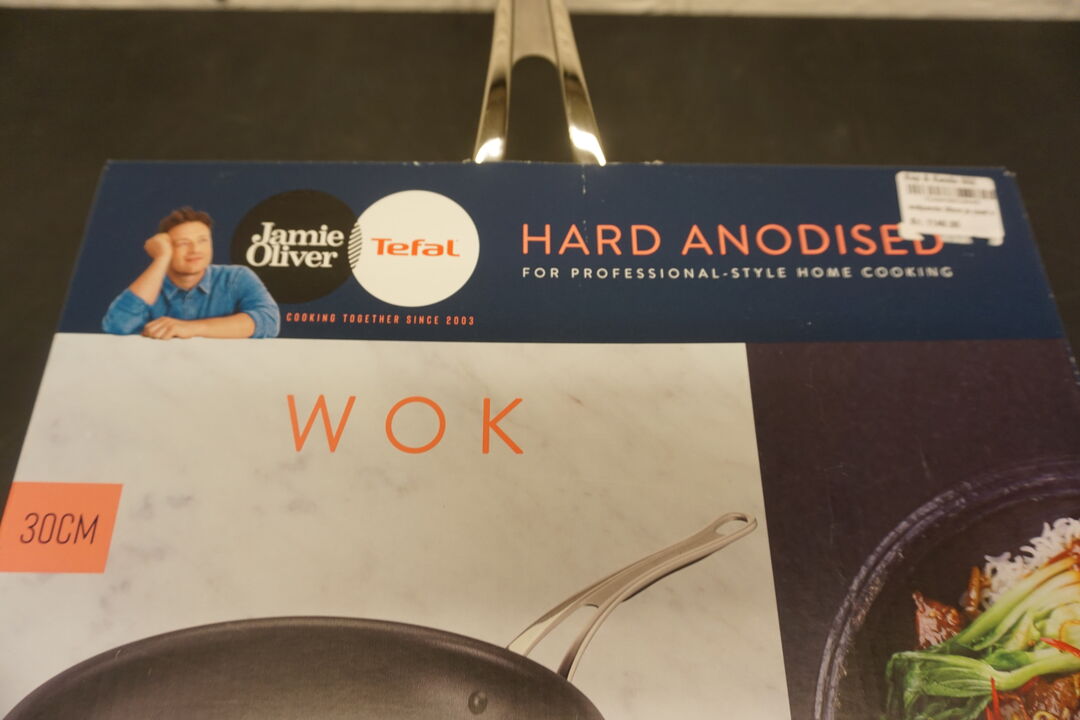 Jamie
Oliver
Tefal
COOKING TOGETHER SINCE 2003
HARD ANODISED
FOR PROFESSIONAL-STYLE HOME COOKING
WOK
30CM